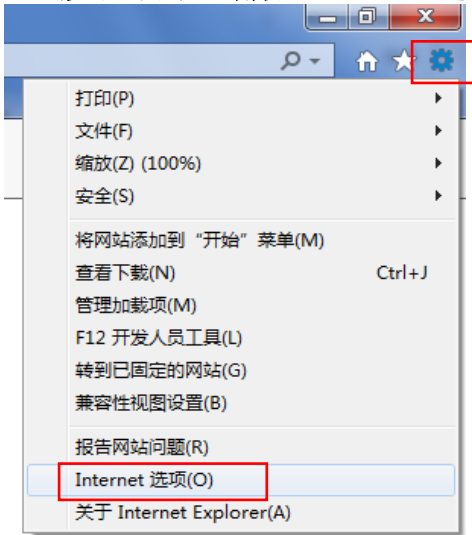 打印(P)
文件(F)
缩放(Z) (100%)
安全(S)
将网站添加到“开始”菜单(M)
查看下载(N) Ctrl+J
管理加载项(M)
F12 开发人员工具(L)
转到已固定的网站(G)
兼容性视图设置(B)
报告网站问题(R)
Internet 选项(O)
关于 Internet Explorer(A)